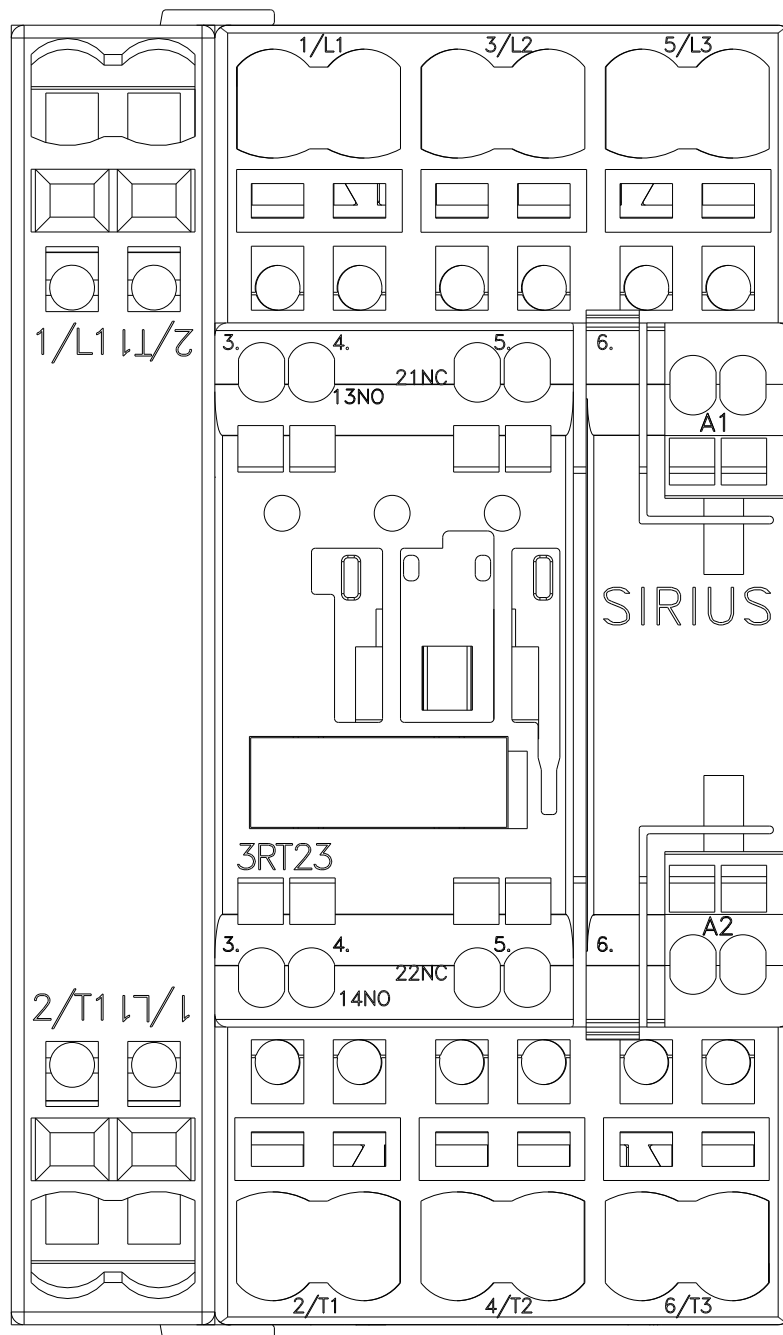 1/L1 3/L2 5/L3
1/L1 2/T1
3. 4. 5. 6.
13NO 21NC
A1
SIRIUS
3RT23
3. 4. 5. 6.
A2
14NO 22NC
2/T1 1/L1
2/T1 4/T2 6/T3